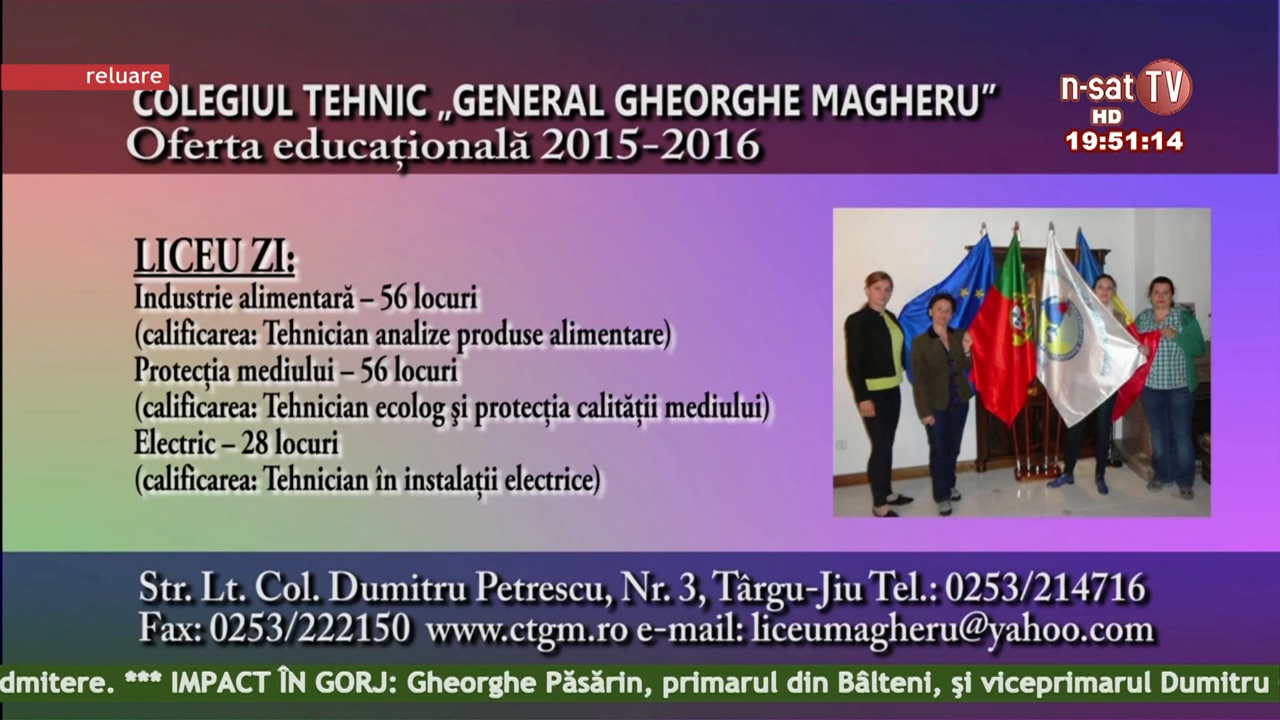 reluare
COLEGIUL TEHNIC „GENERAL GHEORGHE MAGHERU”
Oferta educațională 2015-2016
n-sat TV
HD
19:51:14
LICEU ZI:
Industrie alimentară – 56 locuri
(calificarea: Tehnician analize produse alimentare)
Protecția mediului – 56 locuri
(calificarea: Tehnician ecolog şi protecția calității mediului)
Electric – 28 locuri
(calificarea: Tehnician în instalații electrice)
Str. Lt. Col. Dumitru Petrescu, Nr. 3, Târgu-Jiu Tel.: 0253/214716
Fax: 0253/222150 www.ctgm.ro e-mail: liceumagheru@yahoo.com
dmitere. *** IMPACT ÎN GORJ: Gheorghe Păsărin, primarul din Bâlteni, şi viceprimarul Dumitru